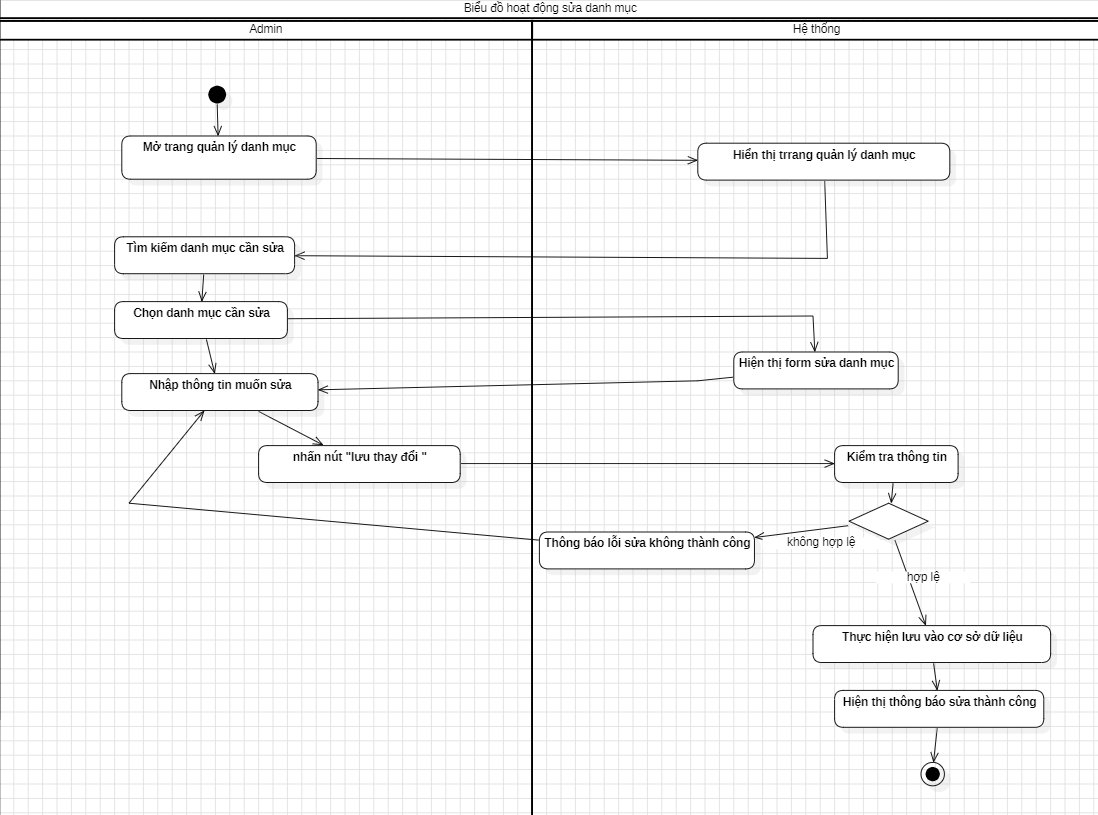 Biểu đồ hoạt động sửa danh mục
Admin
Hệ thống
Mở trang quản lý danh mục
Hiển thị trrang quản lý danh mục
Tìm kiếm danh mục cần sửa
Chọn danh mục cần sửa
Hiện thị form sửa danh mục
Nhập thông tin muốn sửa
nhấn nút "lưu thay đổi "
Kiểm tra thông tin
Thông báo lỗi sửa không thành công
không hợp lệ
hợp lệ
Thực hiện lưu vào cơ sở dữ liệu
Hiện thị thông báo sửa thành công